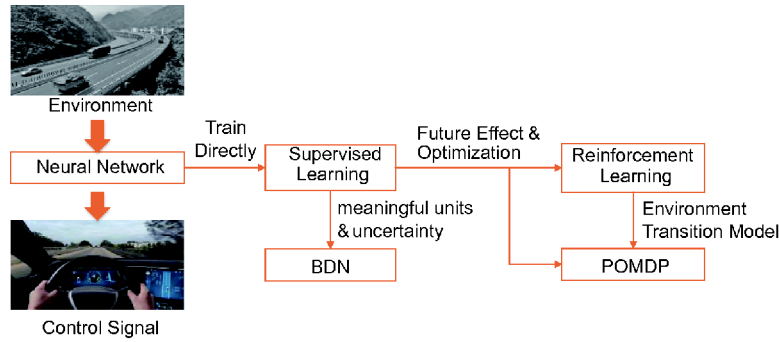 Environment
Neural Network
Control Signal
Train
Directly
Supervised
Learning
meaningful units
& uncertainty
BDN
Future Effect &
Optimization
Reinforcement
Learning
Environment
Transition Model
POMDP